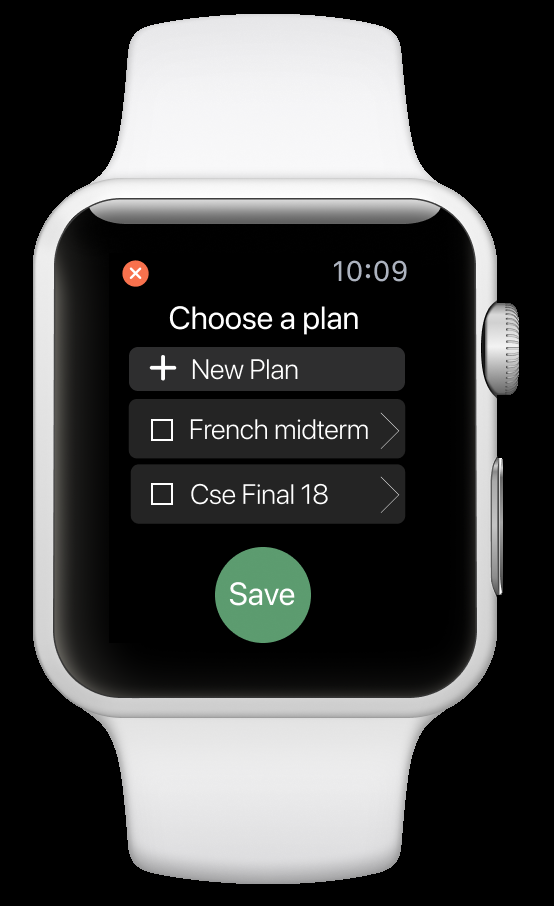 10:09
Choose a plan
New Plan
French midterm
Cse Final 18
Save